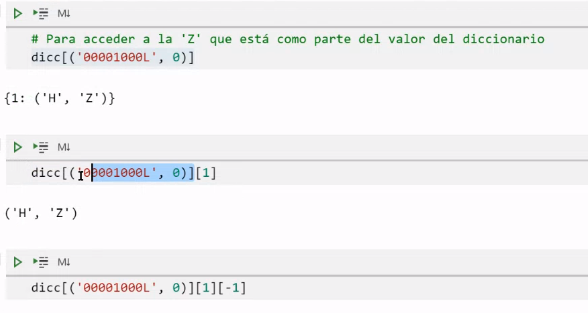 M↓
# Para acceder a la 'Z' que está como parte del valor del diccionario
dicc[('00001000L', 0)]
{1: ('H', 'Z')}
M↓
dicc[('00001000L', 0)][1]
('H', 'Z')
M↓
dicc[('00001000L', 0)][1][-1]